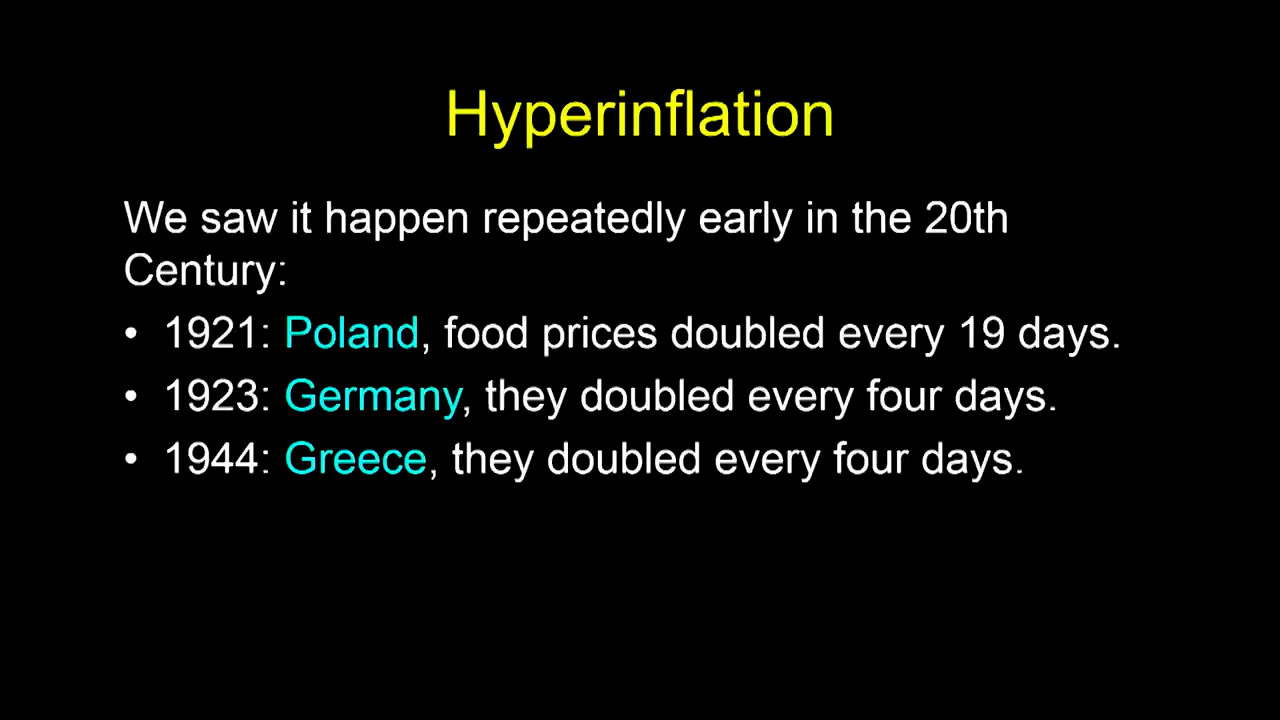 Hyperinflation
We saw it happen repeatedly early in the 20th
Century:
• 1921: Poland, food prices doubled every 19 days.
• 1923: Germany, they doubled every four days.
• 1944: Greece, they doubled every four days.